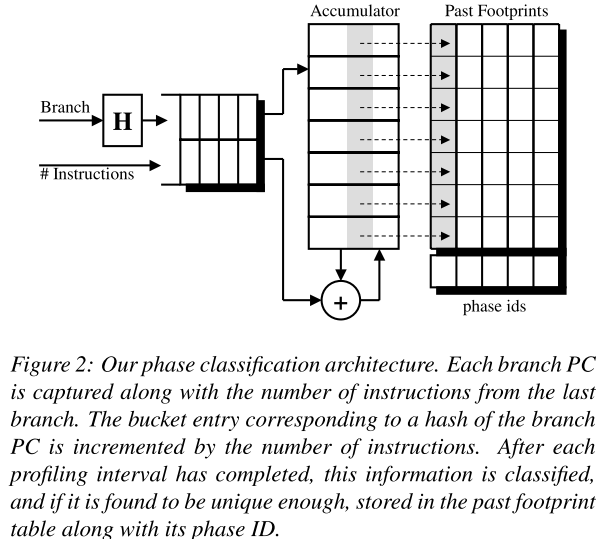 Accumulator
Past Footprints
Branch
H
# Instructions
+
phase ids
Figure 2: Our phase classification architecture. Each branch PC
is captured along with the number of instructions from the last
branch. The bucket entry corresponding to a hash of the branch
PC is incremented by the number of instructions. After each
profiling interval has completed, this information is classified,
and if it is found to be unique enough, stored in the past footprint
table along with its phase ID.